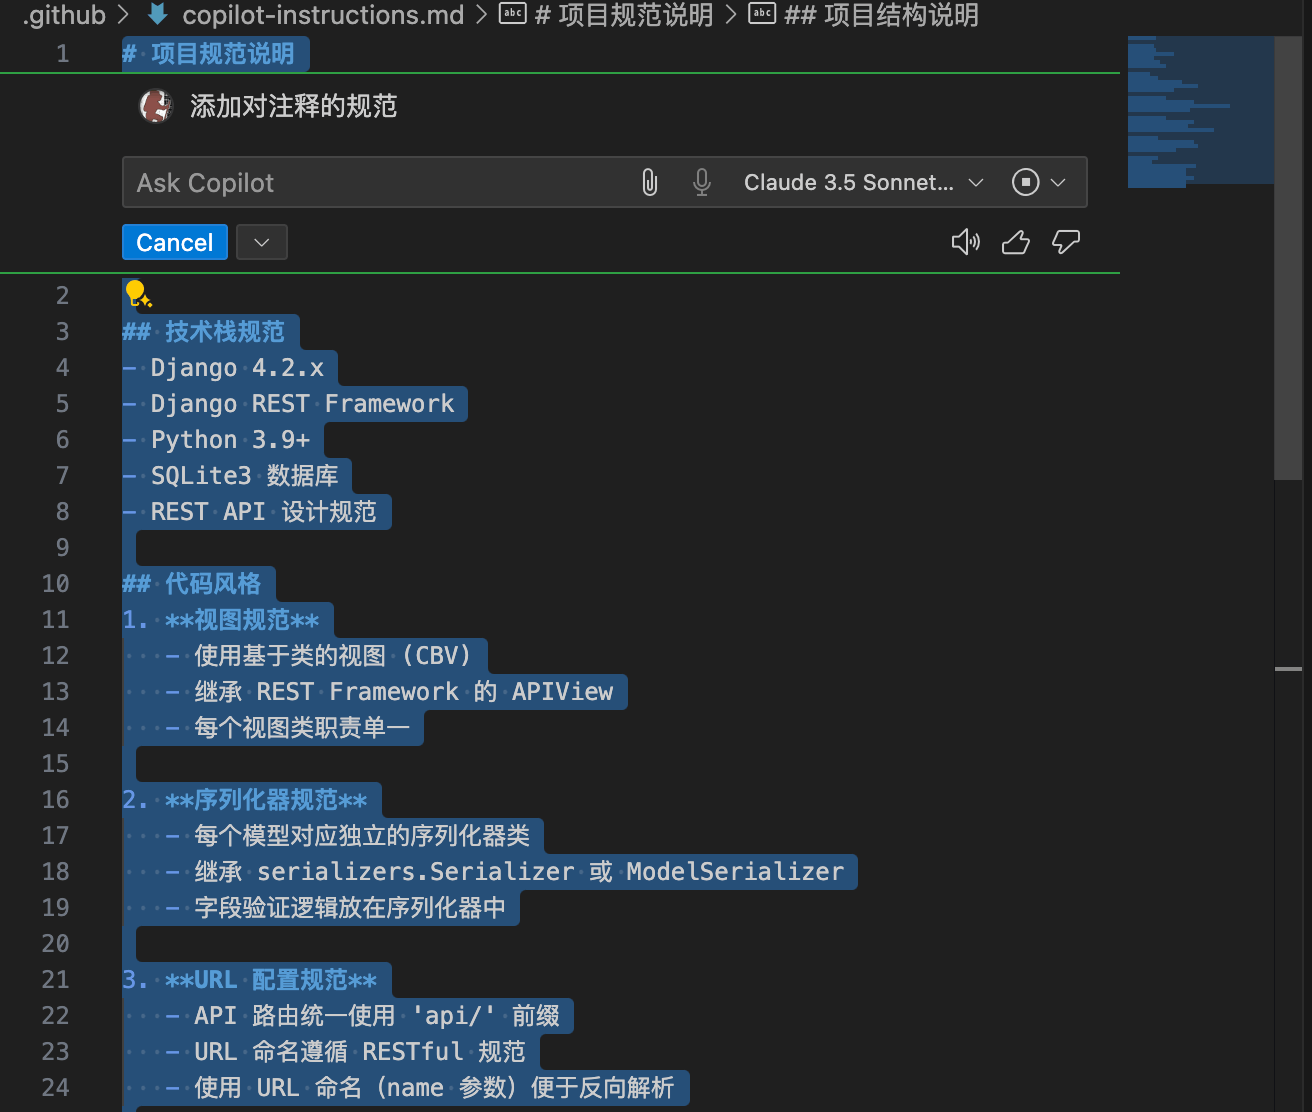 .github > copilot-instructions.md > # 项目规范说明 > ## 项目结构说明
1 # 项目规范说明
添加对注释的规范
Ask Copilot Claude 3.5 Sonnet...
Cancel
2
3 ## 技术栈规范
4 - Django 4.2.x
5 - Django REST Framework
6 - Python 3.9+
7 - SQLite3 数据库
8 - REST API 设计规范
9
10 ## 代码风格
11 1. **视图规范**
12 - 使用基于类的视图 (CBV)
13 - 继承 REST Framework 的 APIView
14 - 每个视图类职责单一
15
16 2. **序列化器规范**
17 - 每个模型对应独立的序列化器类
18 - 继承 serializers.Serializer 或 ModelSerializer
19 - 字段验证逻辑放在序列化器中
20
21 3. **URL 配置规范**
22 - API 路由统一使用 'api/' 前缀
23 - URL 命名遵循 RESTful 规范
24 - 使用 URL 命名（name 参数）便于反向解析